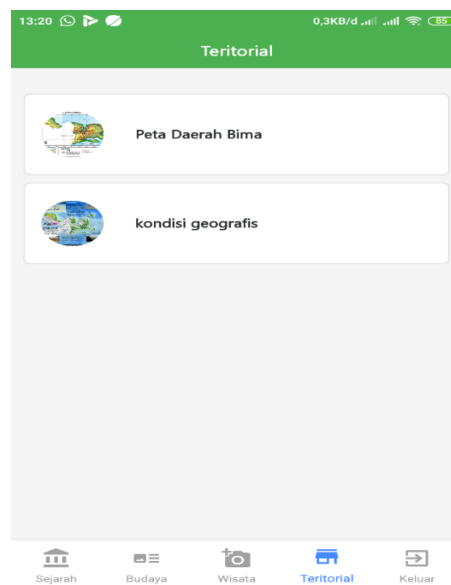 13:20 0,3KB/d 85
Teritorial
Peta Daerah Bima
kondisi geografis
Sejarah Budaya Wisata Teritorial Keluar